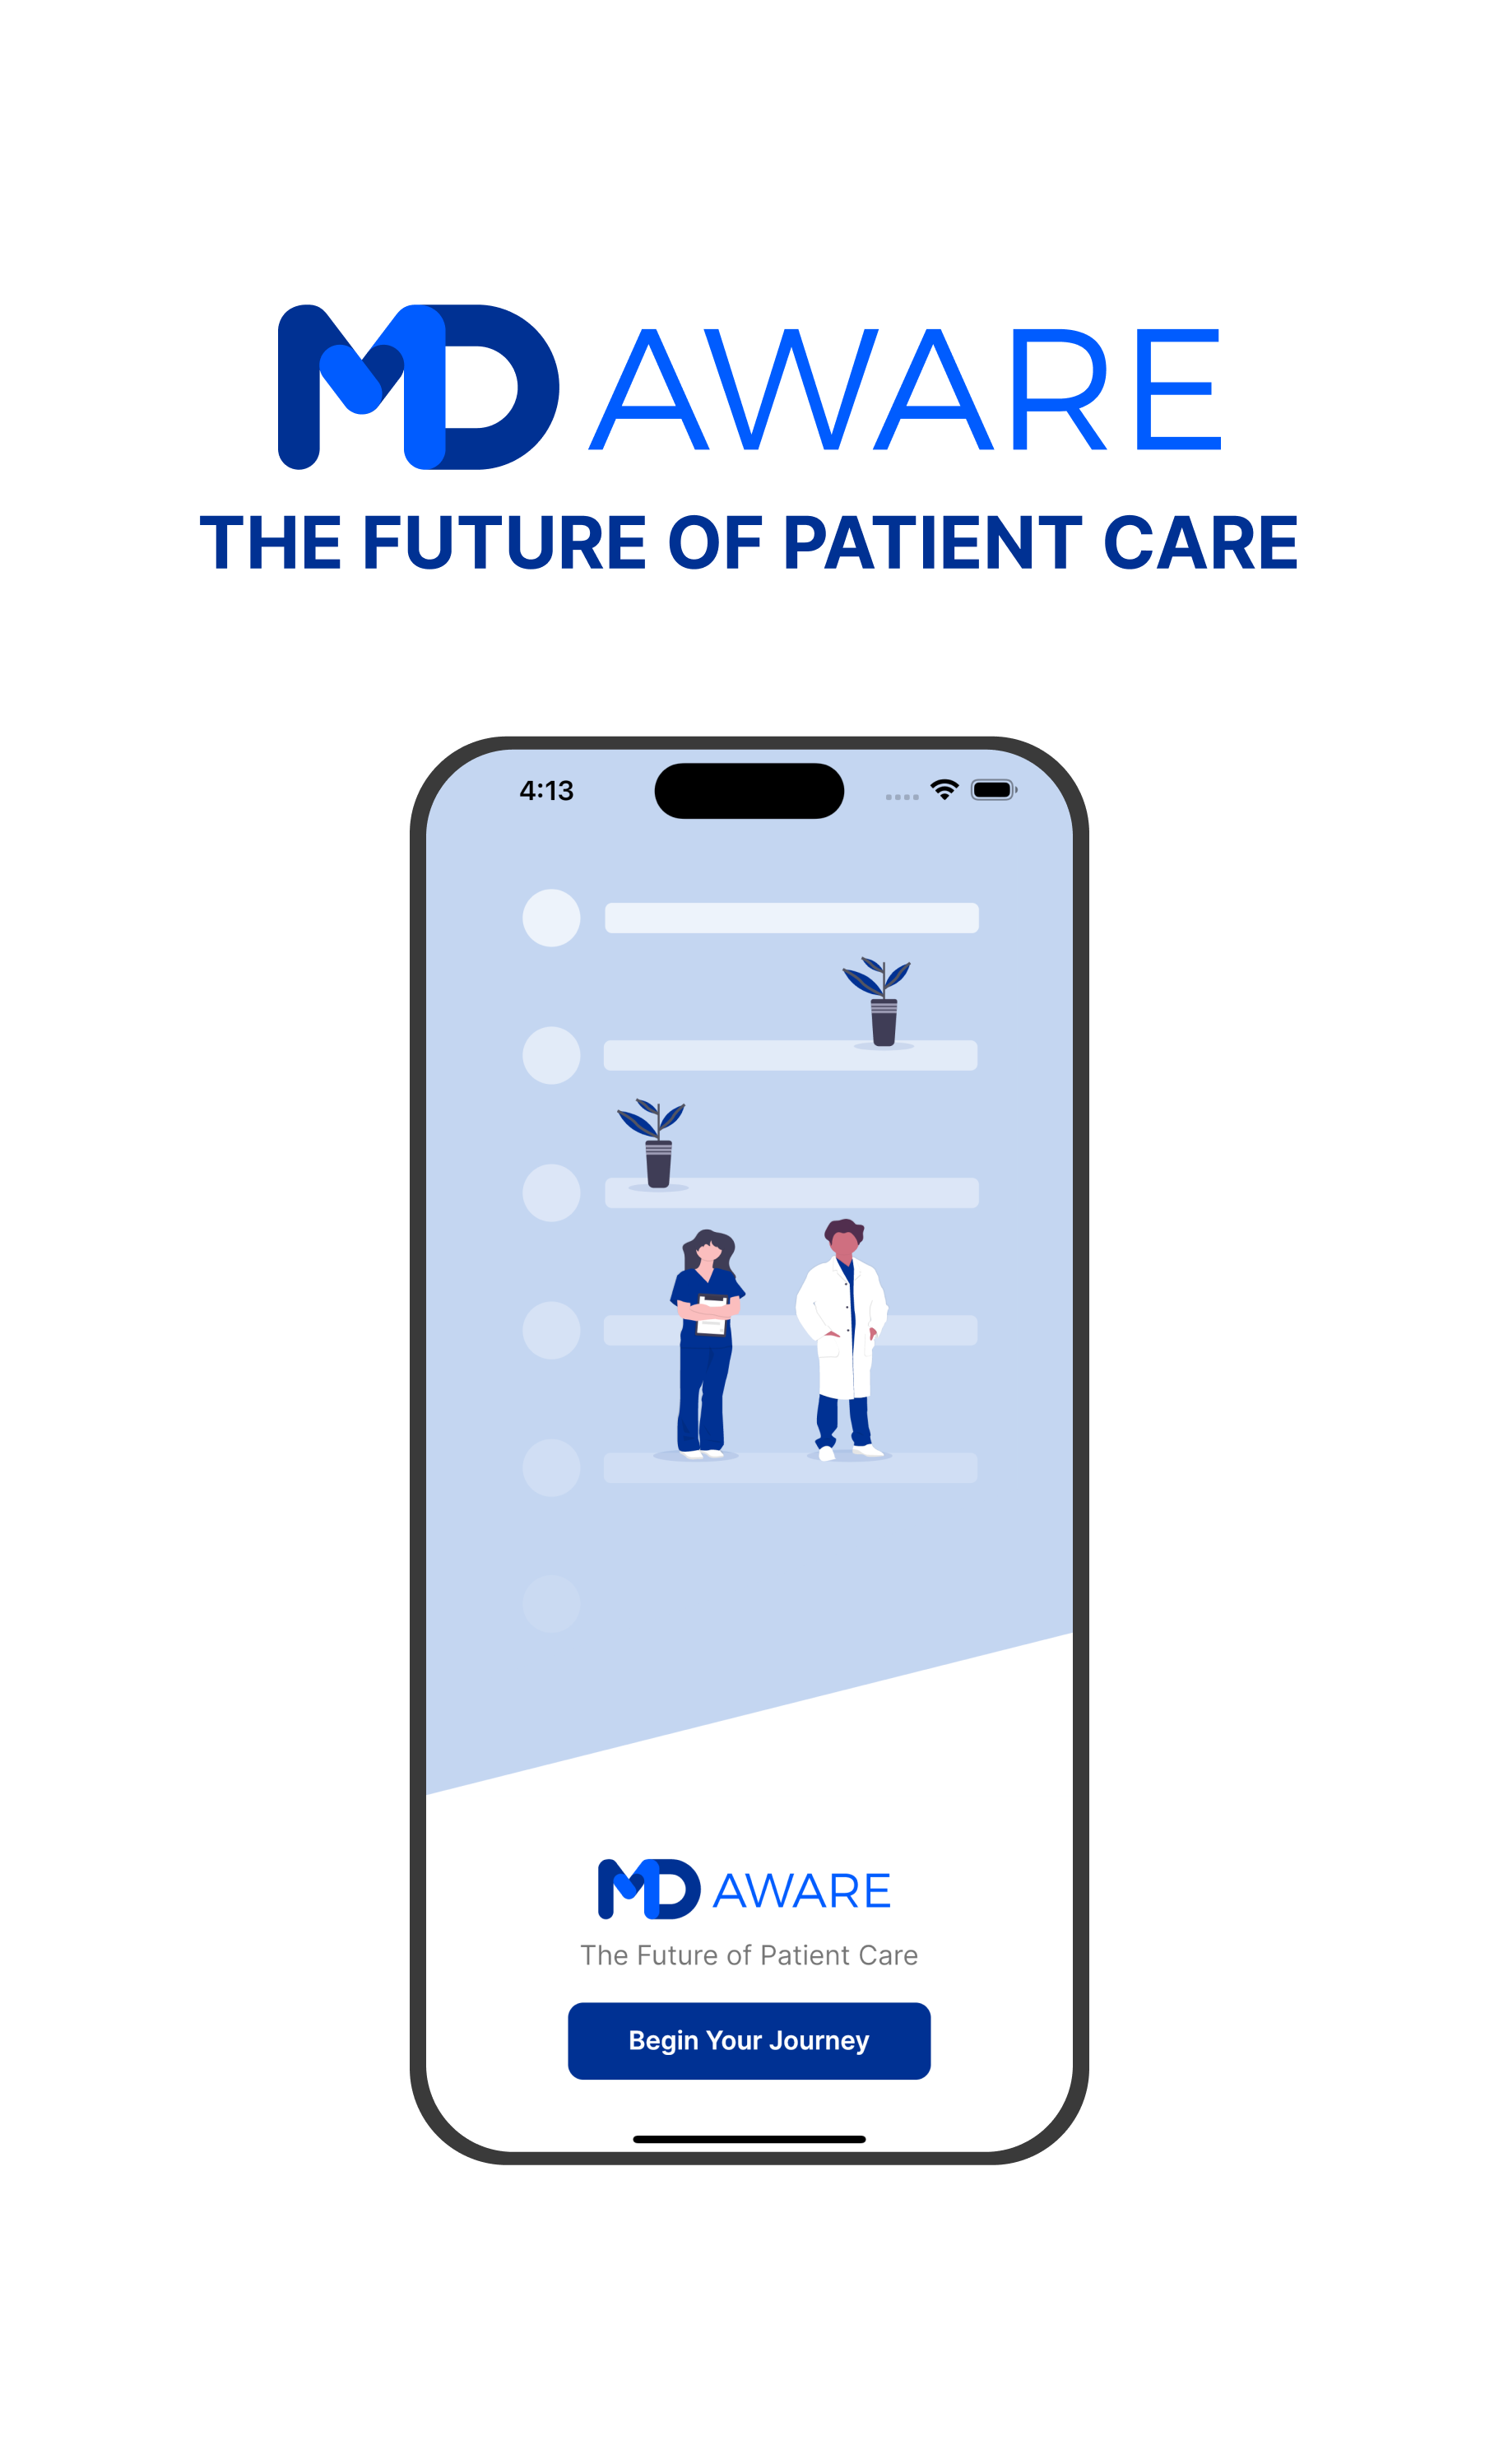 MD AWARE
THE FUTURE OF PATIENT CARE
4:13
MD AWARE
The Future of Patient Care
Begin Your Journey